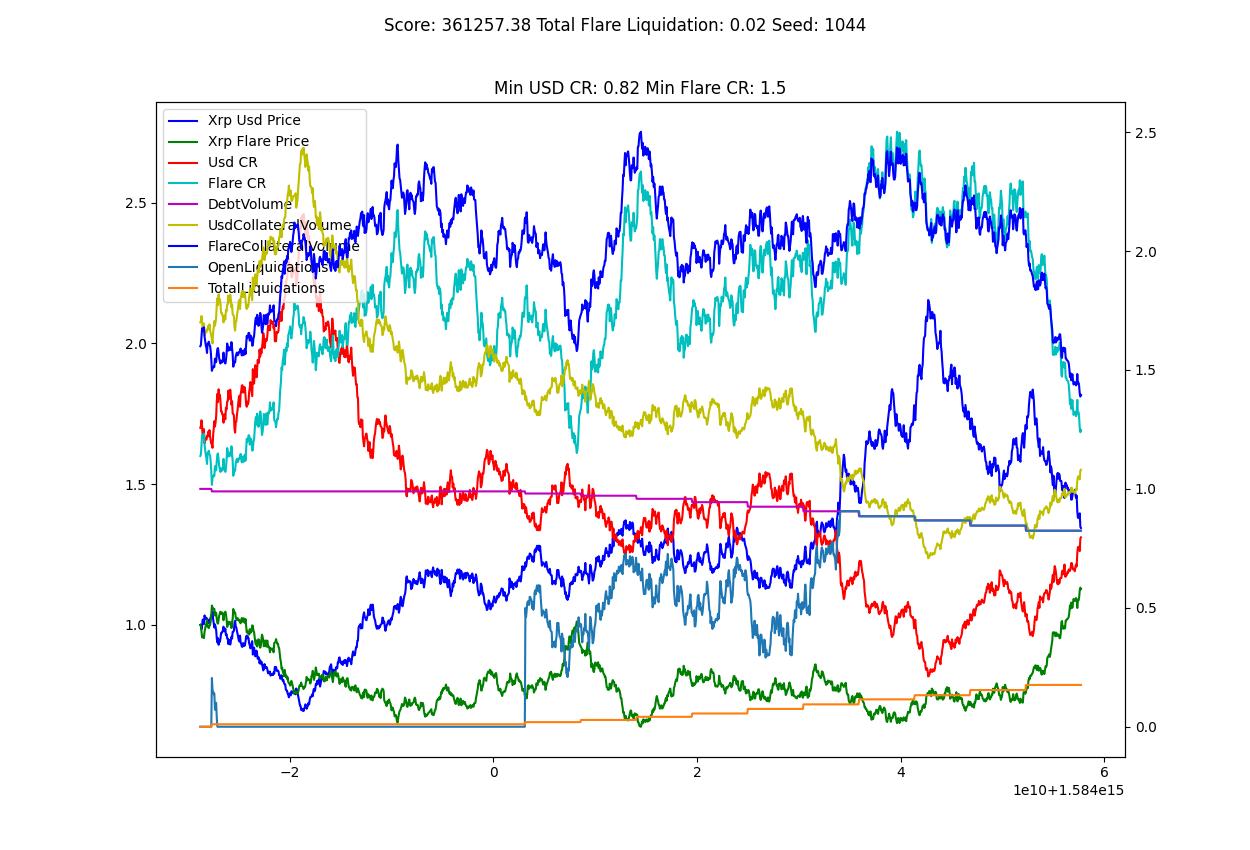 Score: 361257.38 Total Flare Liquidation: 0.02 Seed: 1044
Min USD CR: 0.82 Min Flare CR: 1.5
Xrp Usd Price
Xrp Flare Price
Usd CR
Flare CR
DebtVolume
UsdCollateralVolume
FlareCollateralVolume
OpenLiquidations
TotalLiquidations
2.5
2.0
1.5
1.0
2.5
2.0
1.5
1.0
0.5
0.0
−2 0 2 4 6
1e10+1.584e15